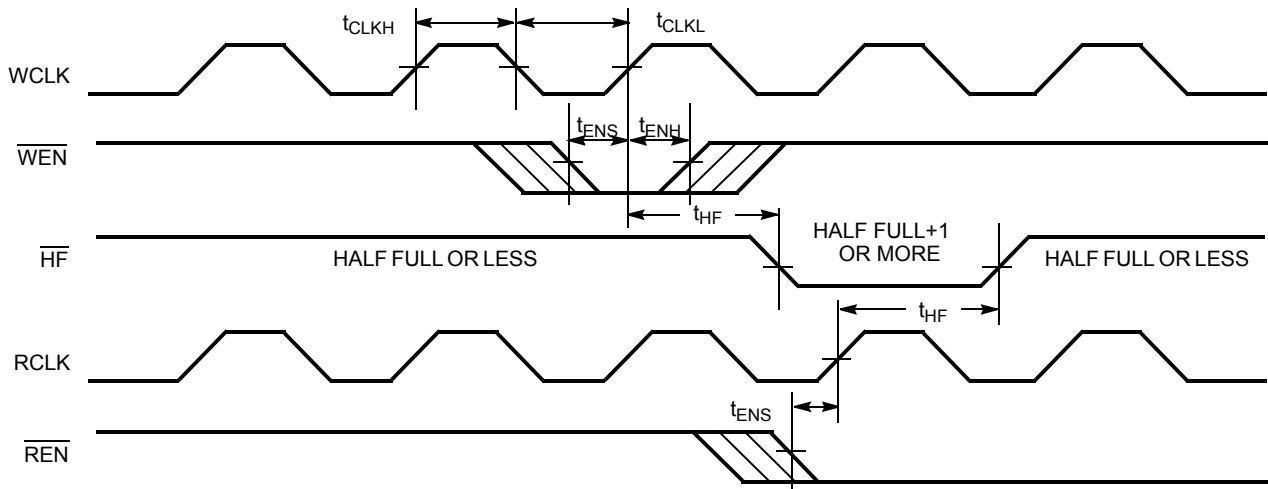 tCLKH
tCLKL
WCLK
tENS
tENH
WEN
tHF
HF
HALF FULL OR LESS
HALF FULL+1
OR MORE
HALF FULL OR LESS
tHF
RCLK
tENS
REN